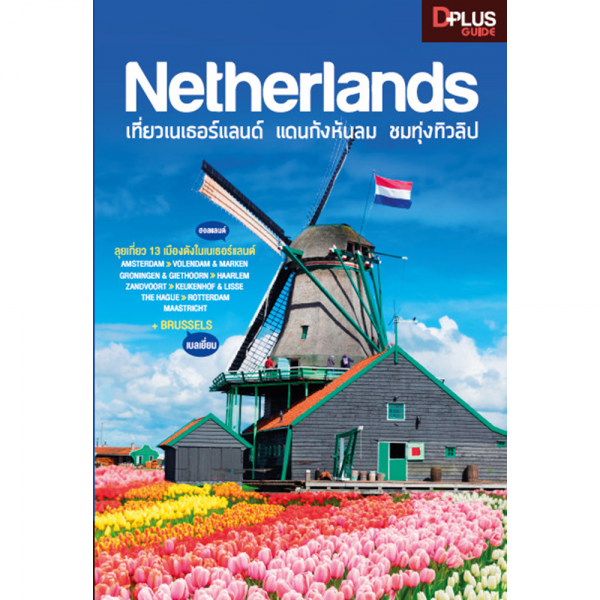 DPLUS
GUIDE
Netherlands
เที่ยวเนเธอร์แลนด์ แดนกังหันลม ชมทุ่งทิวลิป
ฮอลแลนด์
ลุยเที่ยว 13 เมืองดังในเนเธอร์แลนด์
AMSTERDAM » VOLENDAM & MARKEN
GRONINGEN & GIETHOORN » HAARLEM
ZANDVOORT » KEUKENHOF & LISSE
THE HAGUE » ROTTERDAM
MAASTRICHT
+ BRUSSELS
เบลเยี่ยม